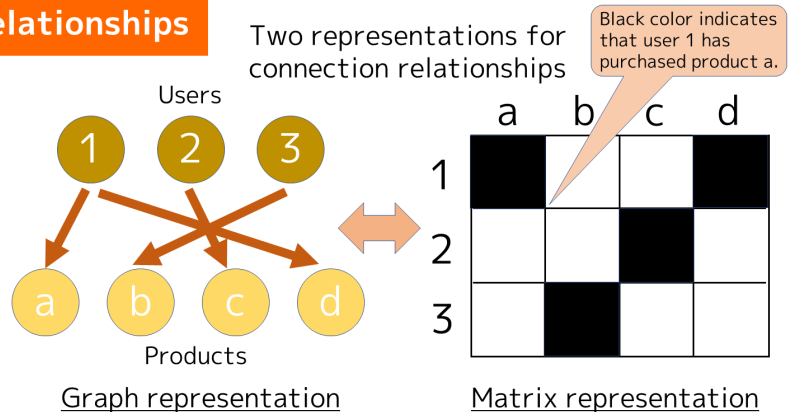 elationships
Two representations for
connection relationships
Black color indicates
that user 1 has
purchased product a.
Users
1 2 3
a b c d
Products
Graph representation
a b c d
1
2
3
Matrix representation